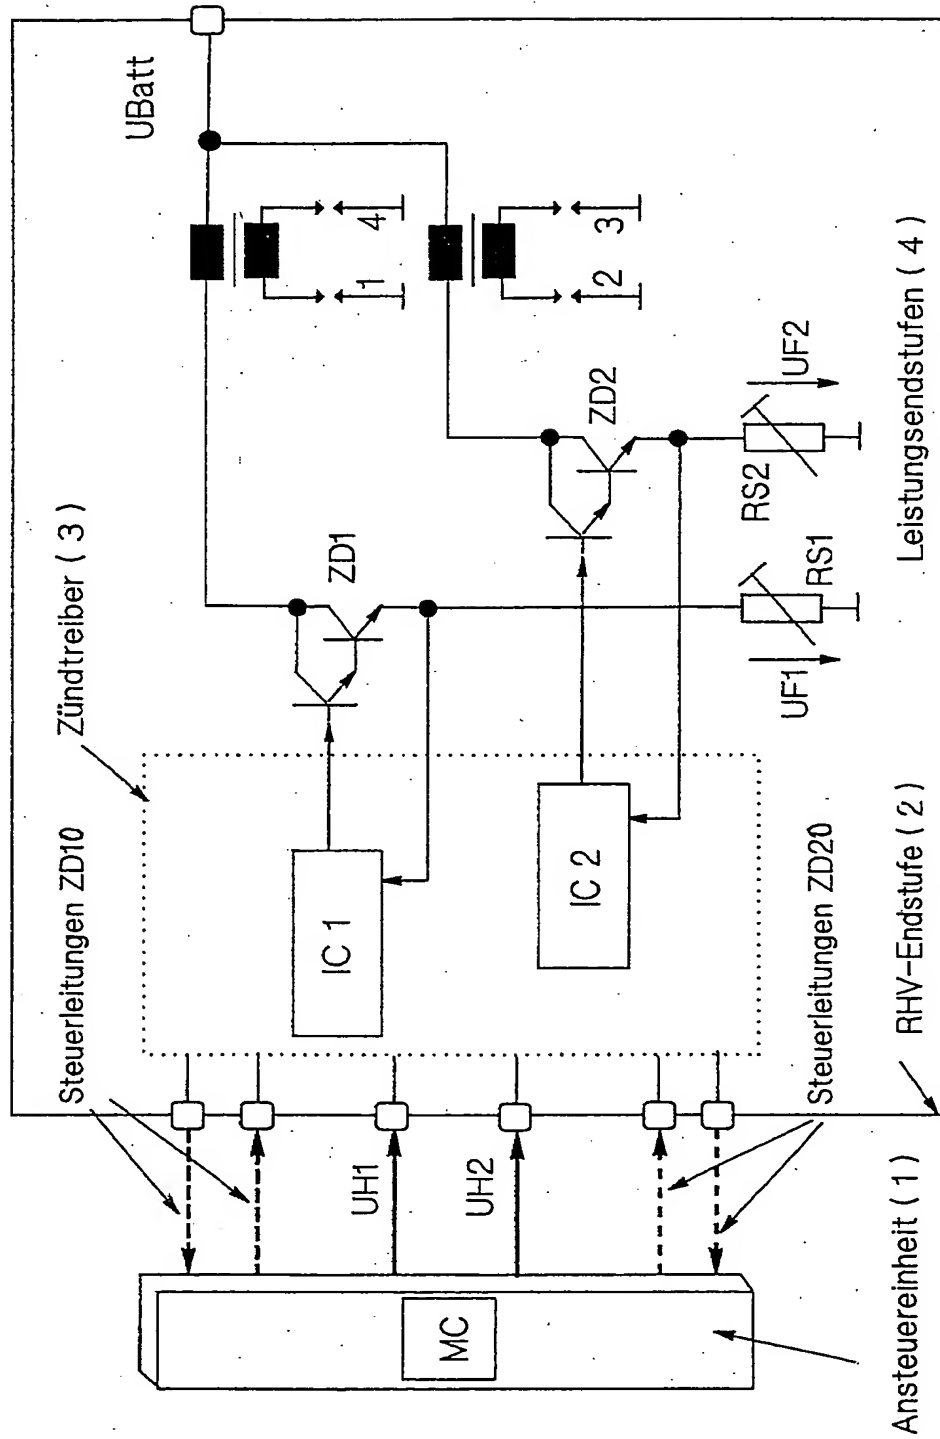 Zündtreiber ( 3 )
Steuerleitungen ZD10
UBatt
1
4
ZD1
IC 1
UH1
2
3
ZD2
IC 2
UH2
MC
UF1
RS1
RS2
UF2
Steuerleitungen ZD20
Ansteuereinheit ( 1 )
RHV-Endstufe ( 2 )
Leistungsendstufen ( 4 )